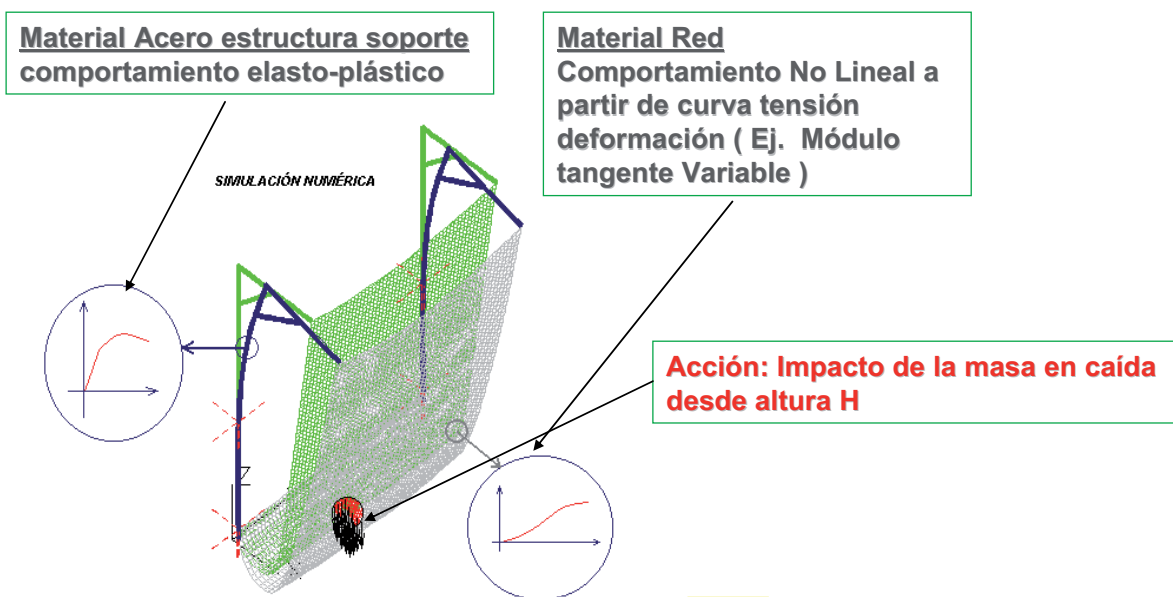 Material Acero estructura soporte
comportamiento elasto-plástico
Material Red
Comportamiento No Lineal a
partir de curva tensión
deformación ( Ej. Módulo
tangente Variable )
SIMULACIÓN NUMÉRICA
Acción: Impacto de la masa en caída
desde altura H
Z